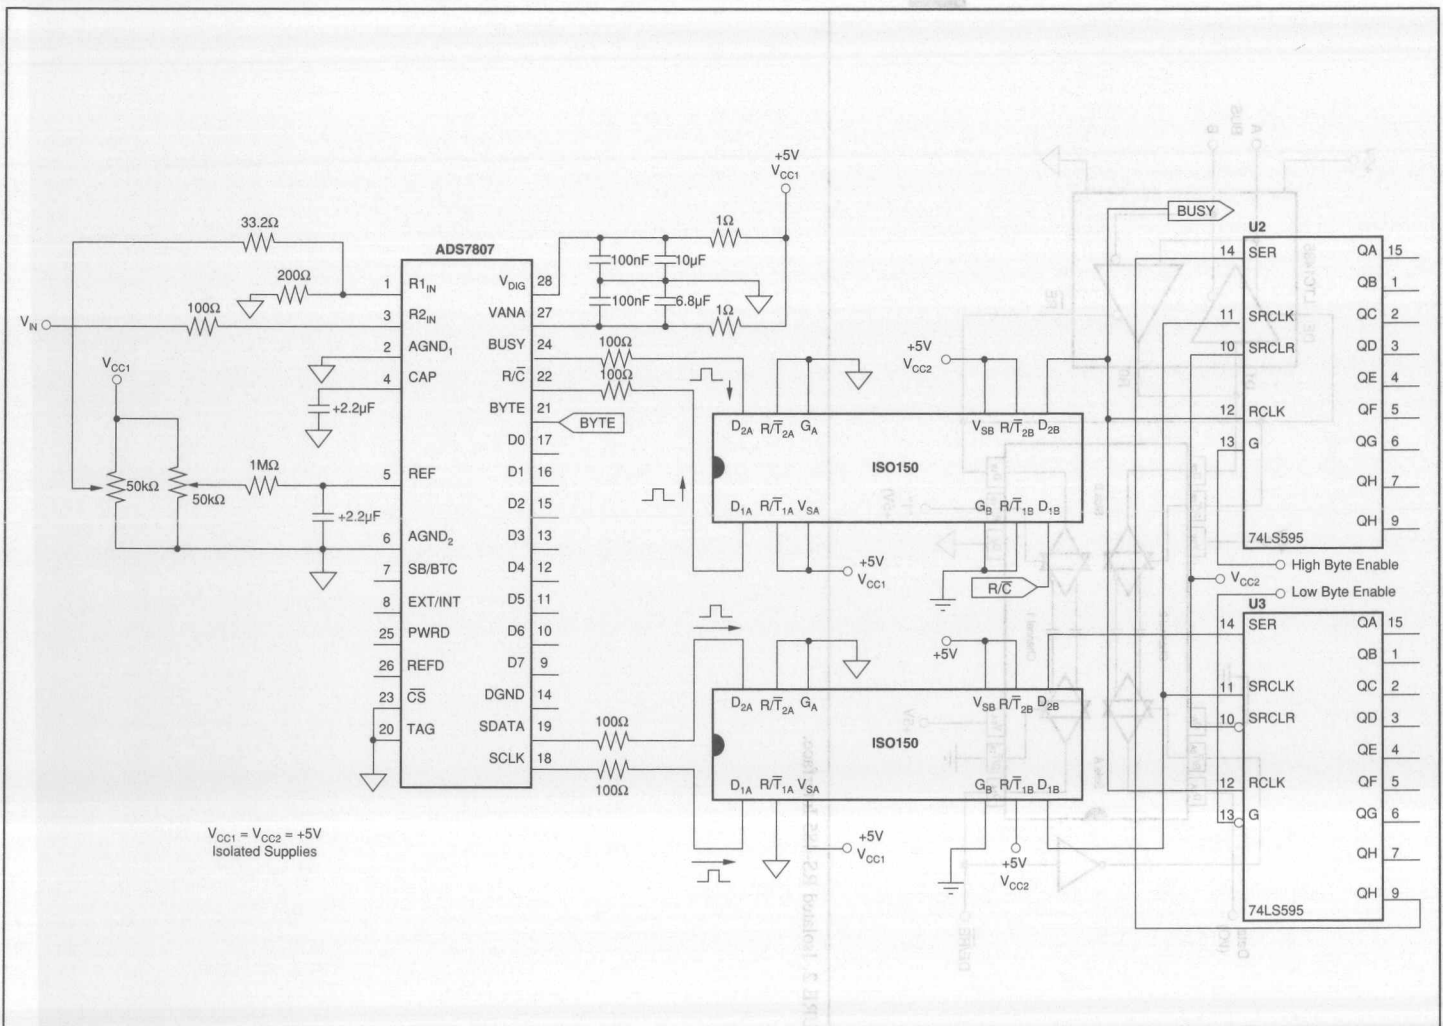 +5V
VCC1
33.2Ω
1Ω
ADS7807
200Ω
100Ω
VIN
1 R1IN
3 R2IN
2 AGND1
4 CAP
5 REF
6 AGND2
7 SB/BTC
8 EXT/INT
25 PWRD
26 REFD
23 C̅S̅
20 TAG
VDIG 28
VANA 27
BUSY 24
R/C̅ 22
BYTE 21
D0 17
D1 16
D2 15
D3 13
D4 12
D5 11
D6 10
D7 9
DGND 14
SDATA 19
SCLK 18
100nF
10µF
100nF
6.8µF
1Ω
100Ω
100Ω
BYTE
VCC1
+2.2µF
50kΩ
50kΩ
1MΩ
+2.2µF
100Ω
100Ω
VCC1 = VCC2 = +5V
Isolated Supplies
+5V
VCC2
D2A R/T̅2A GA
VSB R/T̅2B D2B
ISO150
D1A R/T̅1A VSA
GB R/T̅1B D1B
+5V
VCC1
R/C̅
+5V
D2A R/T̅2A GA
VSB R/T̅2B D2B
ISO150
D1A R/T̅1A VSA
GB R/T̅1B D1B
+5V
VCC1
+5V
VCC2
BUSY
U2
14 SER
11 SRCLK
10 SRCLR
12 RCLK
13 G
QA 15
QB 1
QC 2
QD 3
QE 4
QF 5
QG 6
QH 7
QH 9
74LS595
High Byte Enable
VCC2
Low Byte Enable
U3
14 SER
11 SRCLK
10 SRCLR
12 RCLK
13 G
QA 15
QB 1
QC 2
QD 3
QE 4
QF 5
QG 6
QH 7
QH 9
74LS595